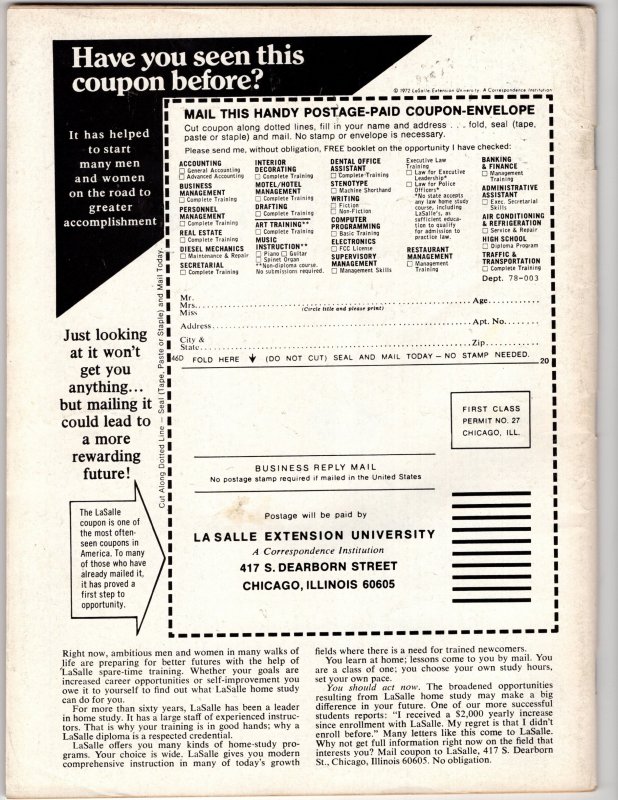 Have you seen this
coupon before?
© 1972 LaSalle Extension University, A Correspondence Institution
It has helped
to start
many men
and women
on the road to
greater
accomplishment
Just looking
at it won't
get you
anything...
but mailing it
could lead to
a more
rewarding
future!
The LaSalle
coupon is one of
the most often-
seen coupons in
America. To many
of those who have
already mailed it,
it has proved a
first step to
opportunity.
Cut Along Dotted Line — Seal (Tape, Paste or Staple) and Mail Today
MAIL THIS HANDY POSTAGE-PAID COUPON-ENVELOPE
Cut coupon along dotted lines, fill in your name and address . . . fold, seal (tape,
paste or staple) and mail. No stamp or envelope is necessary.
Please send me, without obligation, FREE booklet on the opportunity I have checked:
ACCOUNTING
General Accounting
Advanced Accounting
BUSINESS
MANAGEMENT
Complete Training
PERSONNEL
MANAGEMENT
Complete Training
REAL ESTATE
Complete Training
DIESEL MECHANICS
Maintenance & Repair
SECRETARIAL
Complete Training
INTERIOR
DECORATING
Complete Training
MOTEL/HOTEL
MANAGEMENT
Complete Training
DRAFTING
Complete Training
ART TRAINING**
Complete Training
MUSIC
INSTRUCTION**
Piano Guitar
Spinet Organ
**Non-diploma course.
No submissions required.
DENTAL OFFICE
ASSISTANT
Complete Training
STENOTYPE
Machine Shorthand
WRITING
Fiction
Non-Fiction
COMPUTER
PROGRAMMING
Basic Training
ELECTRONICS
FCC License
SUPERVISORY
MANAGEMENT
Management Skills
Executive Law
Training
Law for Executive
Leadership*
Law for Police
Officers*
*No state accepts
any law home study
course, including
LaSalle's, as
sufficient educa-
tion to qualify
for admission to
practice law.
RESTAURANT
MANAGEMENT
Management
Training
BANKING
& FINANCE
Management
Training
ADMINISTRATIVE
ASSISTANT
Exec. Secretarial
Skills
AIR CONDITIONING
& REFRIGERATION
Service & Repair
HIGH SCHOOL
Diploma Program
TRAFFIC &
TRANSPORTATION
Complete Training
Dept. 78-003
Mr.
Mrs. Age
Miss (Circle title and please print)
Address Apt. No.
City &
State Zip
46D FOLD HERE (DO NOT CUT) SEAL AND MAIL TODAY — NO STAMP NEEDED. 20
FIRST CLASS
PERMIT NO. 27
CHICAGO, ILL.
BUSINESS REPLY MAIL
No postage stamp required if mailed in the United States
Postage will be paid by
LA SALLE EXTENSION UNIVERSITY
A Correspondence Institution
417 S. DEARBORN STREET
CHICAGO, ILLINOIS 60605
Right now, ambitious men and women in many walks of
life are preparing for better futures with the help of
LaSalle spare-time training. Whether your goals are
increased career opportunities or self-improvement you
owe it to yourself to find out what LaSalle home study
can do for you.
For more than sixty years, LaSalle has been a leader
in home study. It has a large staff of experienced instruc-
tors. That is why your training is in good hands; why a
LaSalle diploma is a respected credential.
LaSalle offers you many kinds of home-study pro-
grams. Your choice is wide. LaSalle gives you modern
comprehensive instruction in many of today's growth
fields where there is a need for trained newcomers.
You learn at home; lessons come to you by mail. You
are a class of one; you choose your own study hours,
set your own pace.
You should act now. The broadened opportunities
resulting from LaSalle home study may make a big
difference in your future. One of our more successful
student reports: "I received a $2,000 yearly increase
since enrollment with LaSalle. My regret is that I didn't
enroll before." Many letters like this come to LaSalle.
Why not get full information right now on the field that
interests you? Mail coupon to LaSalle, 417 S. Dearborn
St., Chicago, Illinois 60605. No obligation.